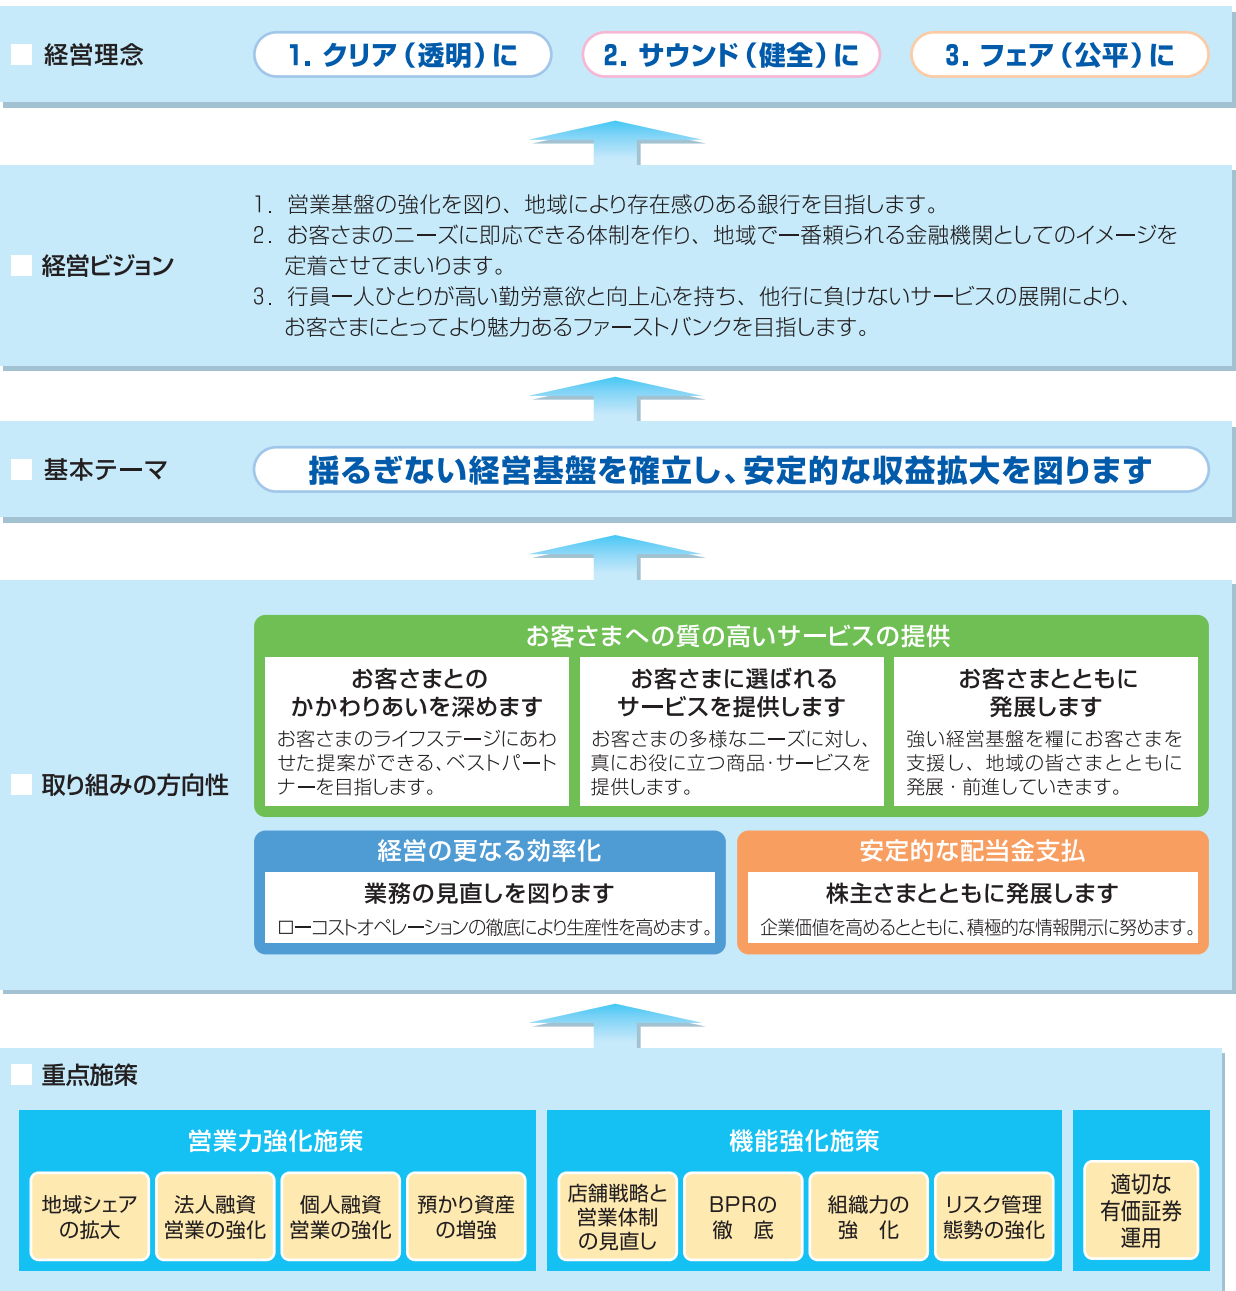 経営理念
1. クリア（透明）に
2. サウンド（健全）に
3. フェア（公平）に
経営ビジョン
1. 営業基盤の強化を図り、地域により存在感のある銀行を目指します。
2. お客さまのニーズに即応できる体制を作り、地域で一番頼られる金融機関としてのイメージを
定着させてまいります。
3. 行員一人ひとりが高い勤労意欲と向上心を持ち、他行に負けないサービスの展開により、
お客さまにとってより魅力あるファーストバンクを目指します。
基本テーマ
揺るぎない経営基盤を確立し、安定的な収益拡大を図ります
取り組みの方向性
お客さまへの質の高いサービスの提供
お客さまとの
かかわりあいを深めます
お客さまのライフステージにあわ
せた提案ができる、ベストパート
ナーを目指します。
お客さまに選ばれる
サービスを提供します
お客さまの多様なニーズに対し、
真にお役に立つ商品・サービスを
提供します。
お客さまとともに
発展します
強い経営基盤を糧にお客さまを
支援し、地域の皆さまとともに
発展・前進していきます。
経営の更なる効率化
業務の見直しを図ります
ローコストオペレーションの徹底により生産性を高めます。
安定的な配当金支払
株主さまとともに発展します
企業価値を高めるとともに、積極的な情報開示に努めます。
重点施策
営業力強化施策
地域シェア
の拡大
法人融資
営業の強化
個人融資
営業の強化
預かり資産
の増強
機能強化施策
店舗戦略と
営業体制
の見直し
BPRの
徹 底
組織力の
強 化
リスク管理
態勢の強化
適切な
有価証券
運用